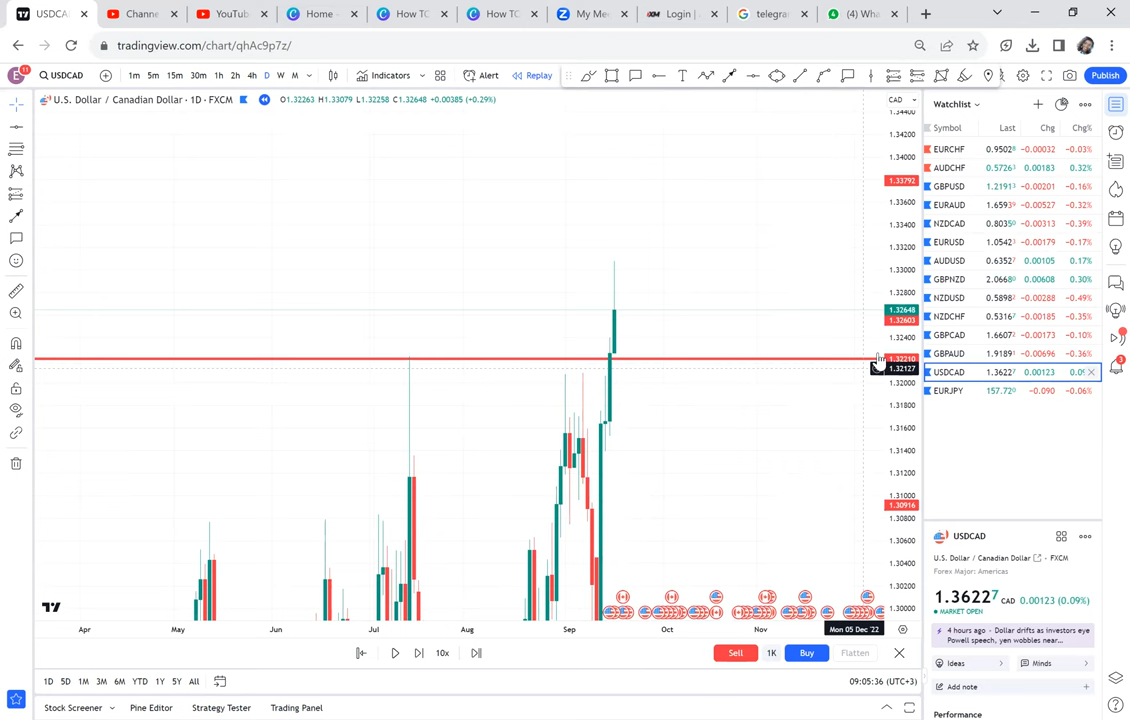 USDCA
Channe
YouTub
Home -
How TC
How TC
My Me
Login |
telegra
(4) Wha
tradingview.com/chart/qhAc9p7z/
E 11 USDCAD 1m 5m 15m 30m 1h 2h 4h D W M Indicators Alert Replay Publish
U.S. Dollar / Canadian Dollar · 1D · FXCM O1.32263 H1.33079 L1.32258 C1.32648 +0.00385 (+0.29%)
CAD
1.34400
1.34200
1.34000
1.33792
1.33600
1.33400
1.33200
1.33000
1.32800
1.32648
1.32603
1.32400
1.32210
1.32127
1.32000
1.31800
1.31600
1.31400
1.31200
1.31000
1.30916
1.30800
1.30600
1.30400
1.30200
1.30000
Apr May Jun Jul Aug Sep Oct Nov Mon 05 Dec '22
10x
Sell 1K Buy Flatten
1D 5D 1M 3M 6M YTD 1Y 5Y All
09:05:36 (UTC+3)
Stock Screener Pine Editor Strategy Tester Trading Panel
Watchlist
Symbol Last Chg Chg%
EURCHF 0.95028 −0.00032 −0.03%
AUDCHF 0.57263 0.00183 0.32%
GBPUSD 1.21913 −0.00201 −0.16%
EURAUD 1.65939 −0.00527 −0.32%
NZDCAD 0.80350 −0.00313 −0.39%
EURUSD 1.05423 −0.00179 −0.17%
AUDUSD 0.63527 0.00105 0.17%
GBPNZD 2.06680 0.00608 0.30%
NZDUSD 0.58982 −0.00288 −0.49%
NZDCHF 0.53167 −0.00185 −0.35%
GBPCAD 1.66072 −0.00173 −0.10%
GBPAUD 1.91891 −0.00696 −0.36%
USDCAD 1.36227 0.00123 0.09%
EURJPY 157.720 −0.090 −0.06%
USDCAD
U.S. Dollar / Canadian Dollar · FXCM
Forex Major: Americas
1.36227 CAD 0.00123 (0.09%)
MARKET OPEN
4 hours ago - Dollar drifts as investors eye
Powell speech, yen wobbles near...
Ideas
Minds
Add note
Performance
3